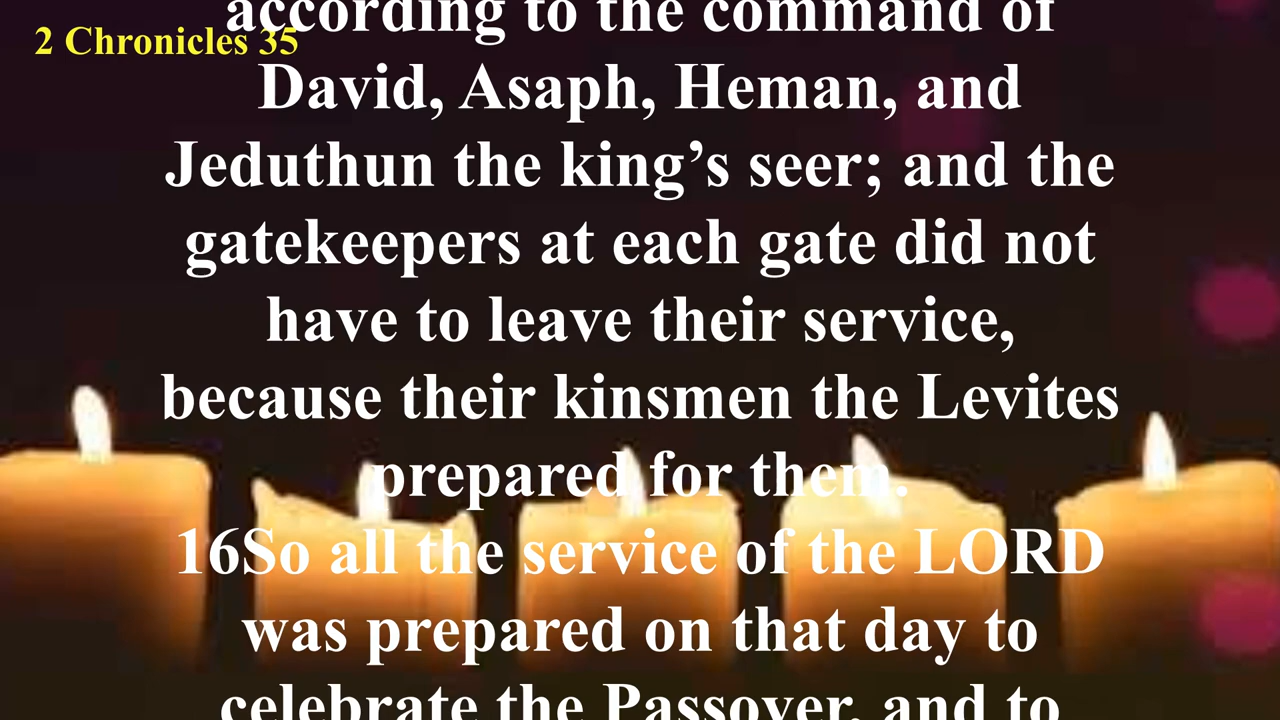 according to the command of
2 Chronicles 35
David, Asaph, Heman, and
Jeduthun the king’s seer; and the
gatekeepers at each gate did not
have to leave their service,
because their kinsmen the Levites
prepared for them.
16So all the service of the LORD
was prepared on that day to
celebrate the Passover, and to